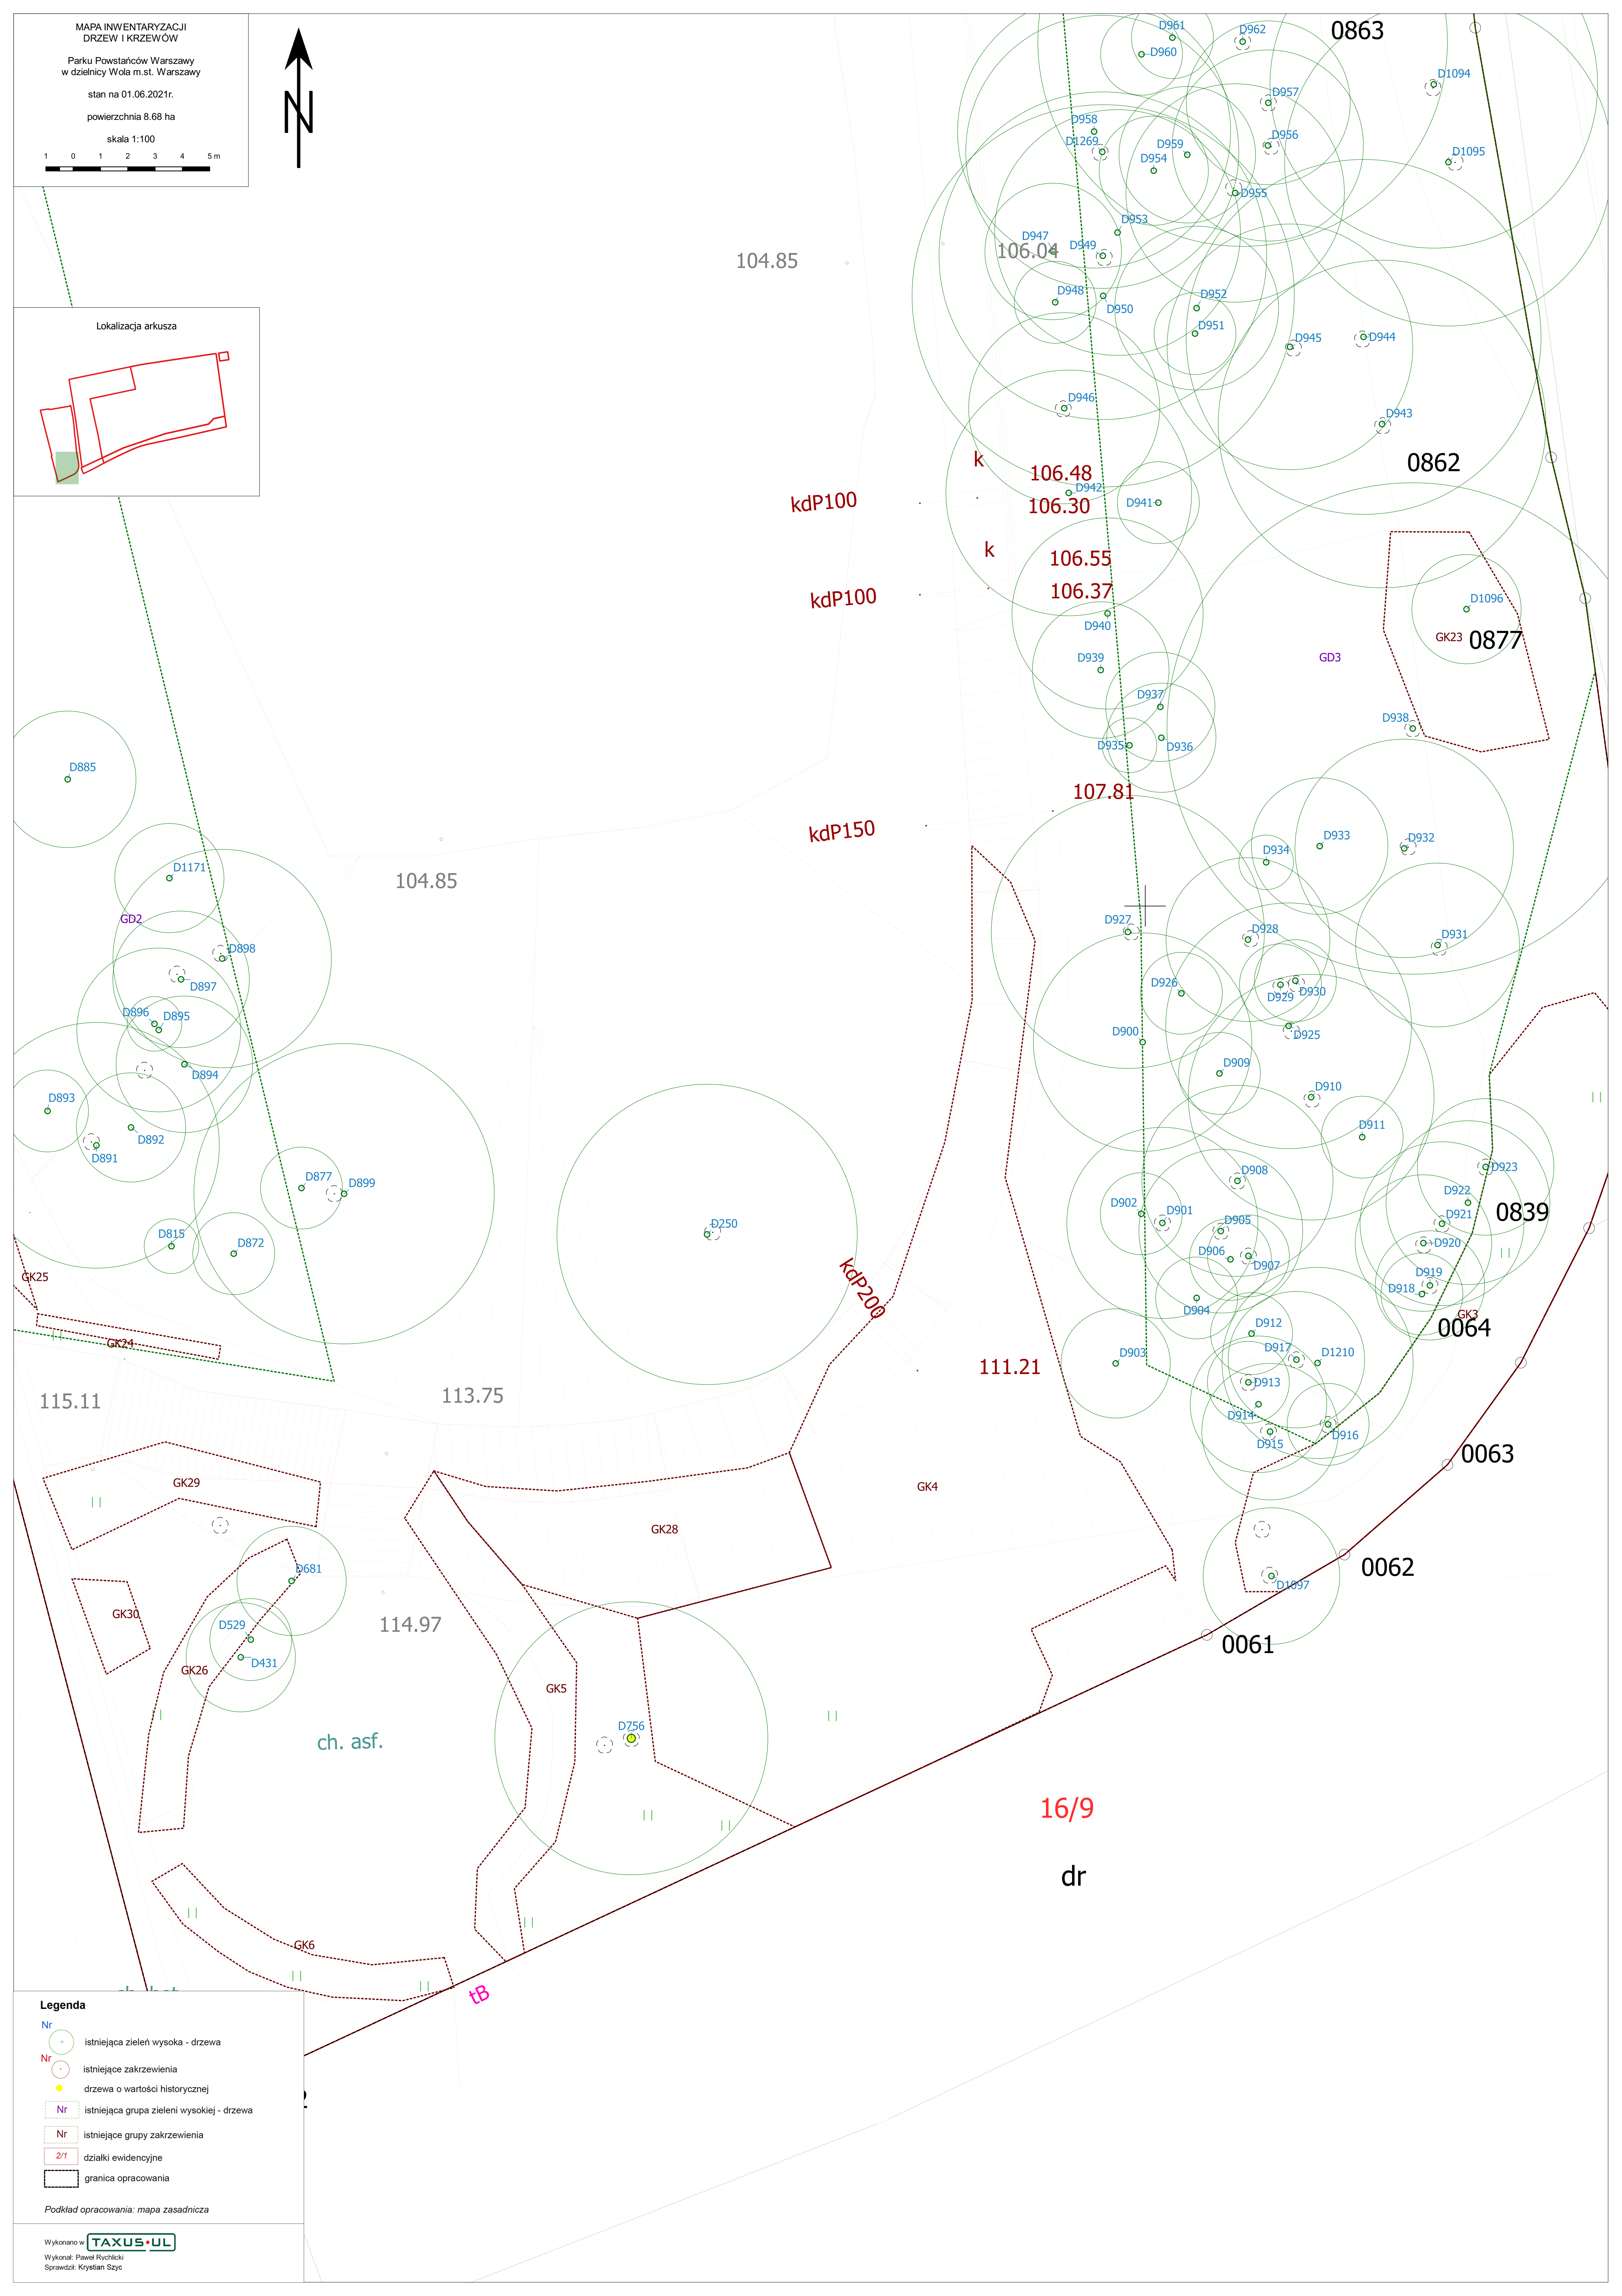 MAPA INWENTARYZACJI
DRZEW I KRZEWÓW
Parku Powstańców Warszawy
w dzielnicy Wola m.st. Warszawy
stan na 01.06.2021r.
powierzchnia 8.68 ha
skala 1:100
1 0 1 2 3 4 5 m
N
Lokalizacja arkusza
D961
D962
0863
D960
D1094
D957
D958
D1269
D959
D956
D1095
D954
D955
D953
D947
D949
104.85
106.04
D948
D950
D952
D951
D945
D944
D946
D943
k
106.48
0862
kdP100
D942
106.30
D941
k
106.55
kdP100
106.37
D1096
D940
GK23
0877
D939
GD3
D937
D938
D935
D936
D885
107.81
kdP150
D933
D932
D934
D1171
104.85
GD2
D927
D928
D931
D898
D897
D926
D929
D930
D896
D895
D900
D925
D894
D909
D893
D910
D892
D911
D891
D877
D899
D908
D923
D902
D901
D922
0839
D815
D872
D250
D905
D921
D906
D907
D920
GK25
kdP200
D919
D918
D904
GK3
GK24
D912
0064
D903
D917
D1210
111.21
115.11
113.75
D913
D914
D915
D916
0063
GK29
GK4
GK28
D681
0062
D1097
GK30
D529
114.97
0061
D431
GK26
GK5
D756
ch. asf.
16/9
dr
GK6
tB
Legenda
Nr
istniejąca zieleń wysoka - drzewa
Nr
istniejące zakrzewienia
drzewa o wartości historycznej
Nr istniejąca grupa zieleni wysokiej - drzewa
Nr istniejące grupy zakrzewienia
2/1 działki ewidencyjne
granica opracowania
Podkład opracowania: mapa zasadnicza
Wykonano w TAXUS•UL
Wykonał: Paweł Rychlicki
Sprawdził: Krystian Szyc